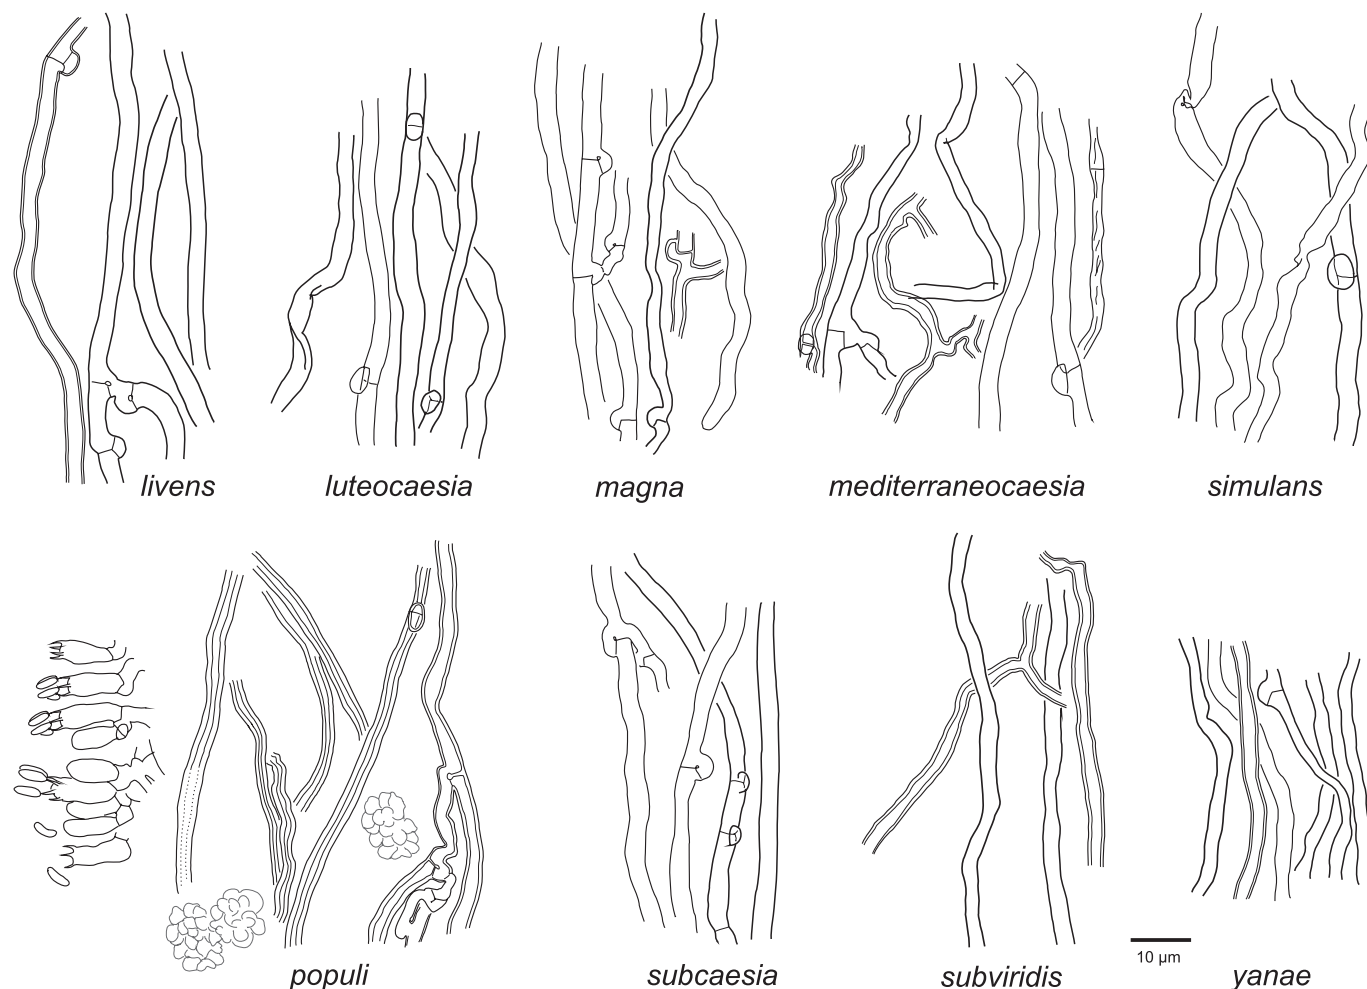 livens
luteocaesia
magna
mediterraneocaesia
simulans
10 µm
populi
subcaesia
subviridis
yanae